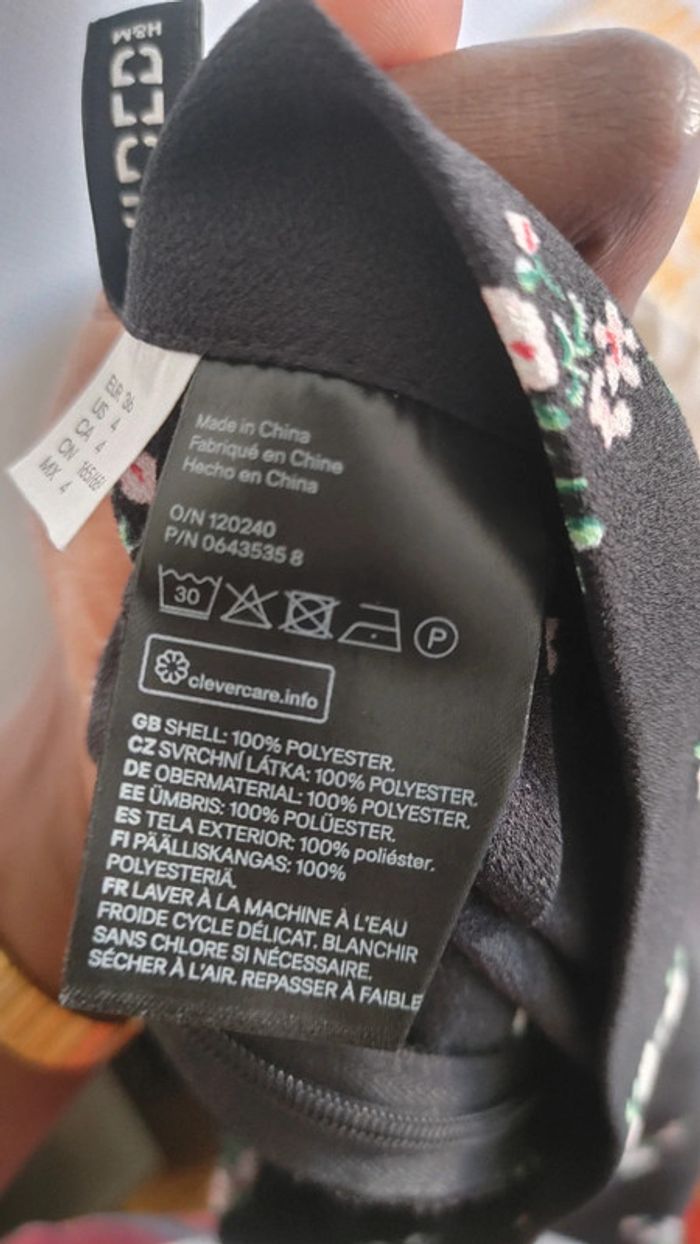 H&M
EUR 36
US 4
CA 4
CN 165/68A
MX 4
Made in China
Fabriqué en Chine
Hecho en China
O/N 120240
P/N 0643535 8
30
P
clevercare.info
GB SHELL: 100% POLYESTER.
CZ SVRCHNÍ LÁTKA: 100% POLYESTER.
DE OBERMATERIAL: 100% POLYESTER.
EE ÜMBRIS: 100% POLÜESTER.
ES TELA EXTERIOR: 100% poliéster.
FI PÄÄLLISKANGAS: 100%
POLYESTERIÄ.
FR LAVER À LA MACHINE À L'EAU
FROIDE CYCLE DÉLICAT. BLANCHIR
SANS CHLORE SI NÉCESSAIRE.
SÉCHER À L'AIR. REPASSER À FAIBLE